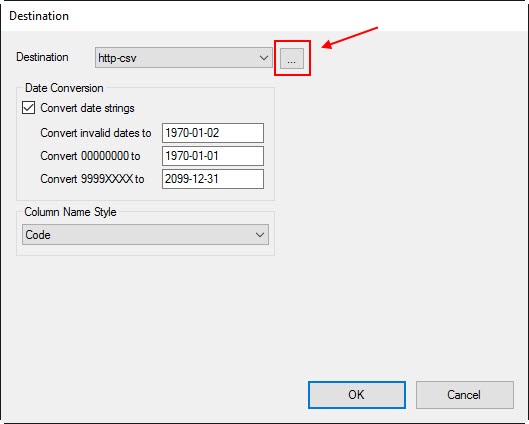 Destination
Destination http-csv ...
Date Conversion
Convert date strings
Convert invalid dates to 1970-01-02
Convert 00000000 to 1970-01-01
Convert 9999XXXX to 2099-12-31
Column Name Style
Code
OK Cancel